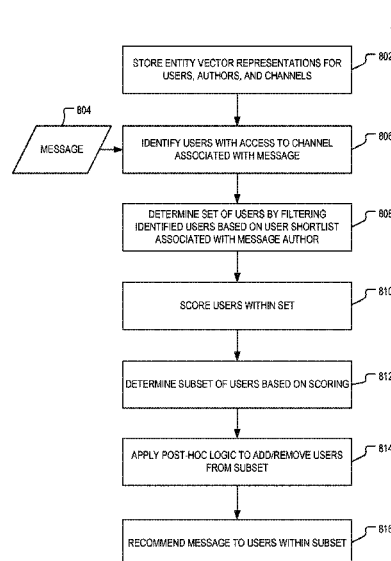 802
STORE ENTITY VECTOR REPRESENTATIONS FOR
USERS, AUTHORS, AND CHANNELS
804
MESSAGE
806
IDENTIFY USERS WITH ACCESS TO CHANNEL
ASSOCIATED WITH MESSAGE
808
DETERMINE SET OF USERS BY FILTERING
IDENTIFIED USERS BASED ON USER SHORTLIST
ASSOCIATED WITH MESSAGE AUTHOR
810
SCORE USERS WITHIN SET
812
DETERMINE SUBSET OF USERS BASED ON SCORING
814
APPLY POST-HOC LOGIC TO ADD/REMOVE USERS
FROM SUBSET
816
RECOMMEND MESSAGE TO USERS WITHIN SUBSET